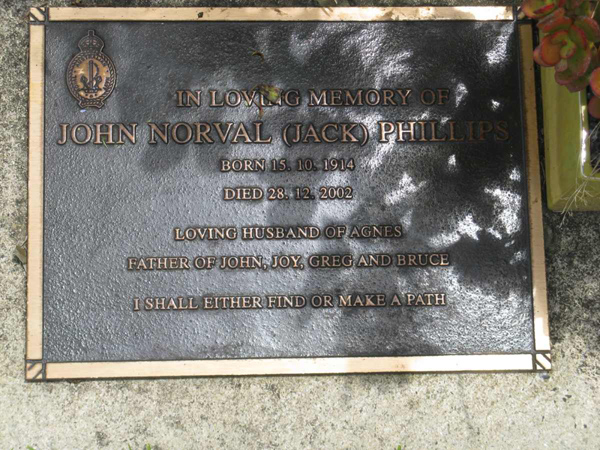 IN LOVING MEMORY OF
JOHN NORVAL (JACK) PHILLIPS
BORN 15. 10. 1914
DIED 28. 12. 2002
LOVING HUSBAND OF AGNES
FATHER OF JOHN, JOY, GREG AND BRUCE
I SHALL EITHER FIND OR MAKE A PATH